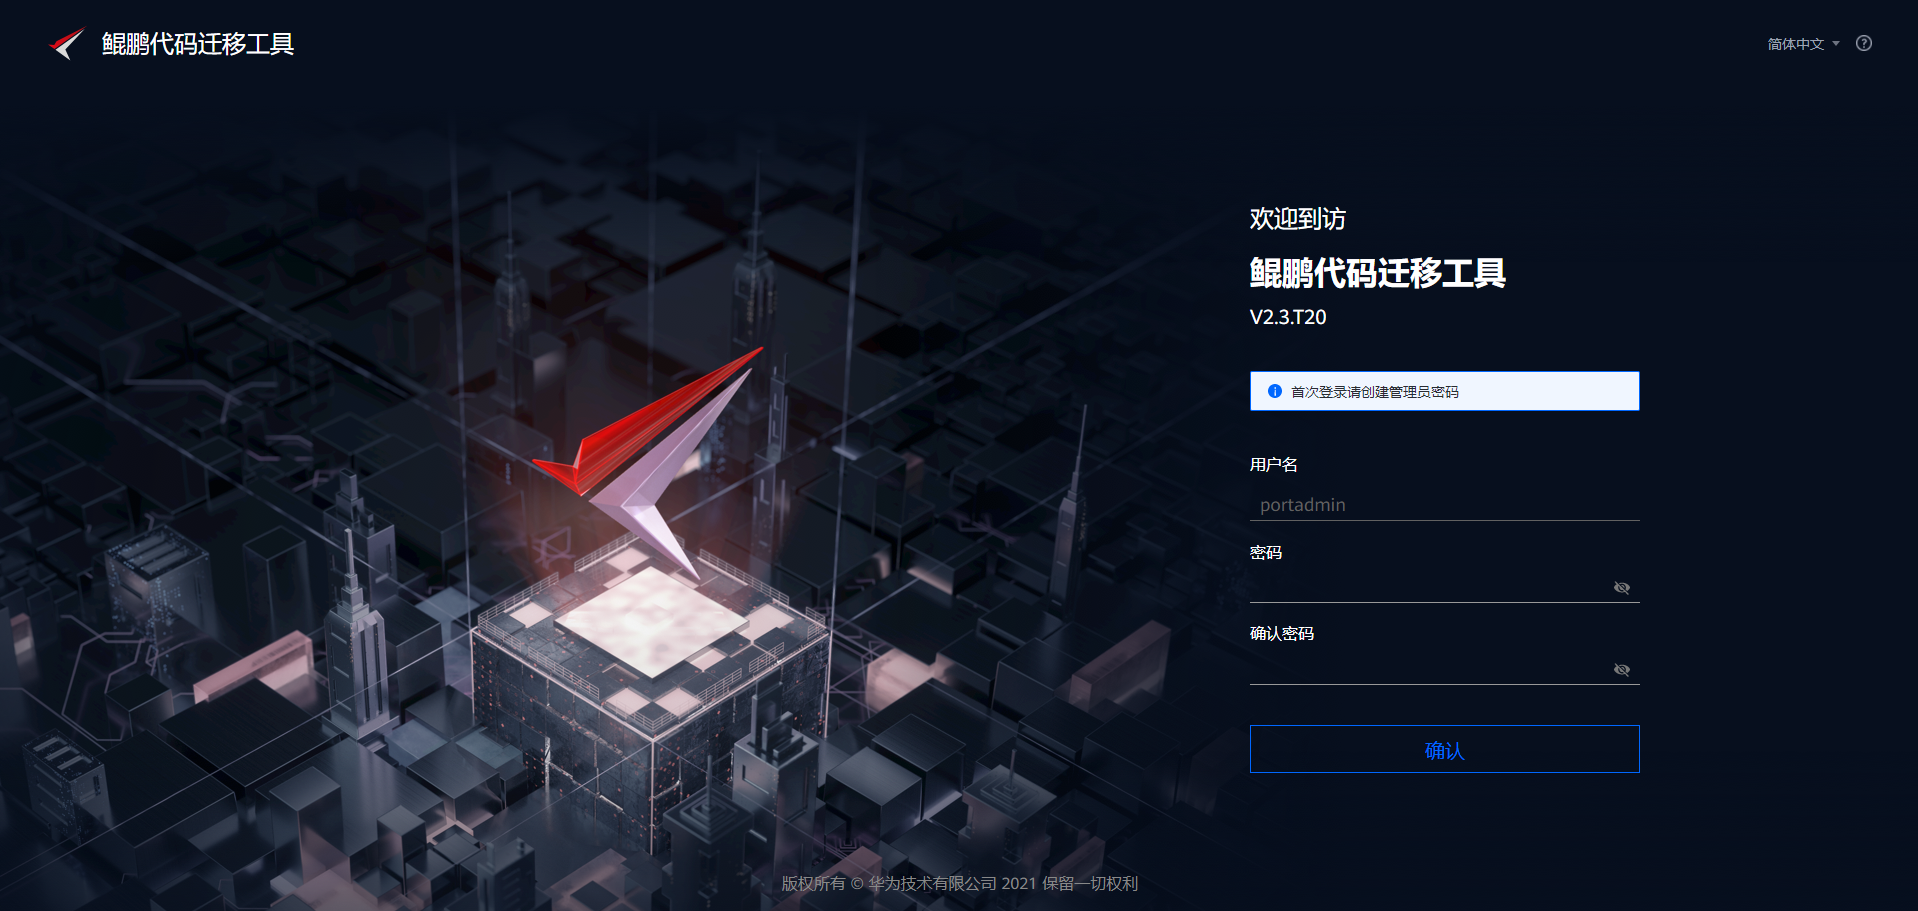 鲲鹏代码迁移工具
简体中文
欢迎到访
鲲鹏代码迁移工具
V2.3.T20
首次登录请创建管理员密码
用户名
portadmin
密码
确认密码
确认
版权所有 © 华为技术有限公司 2021 保留一切权利